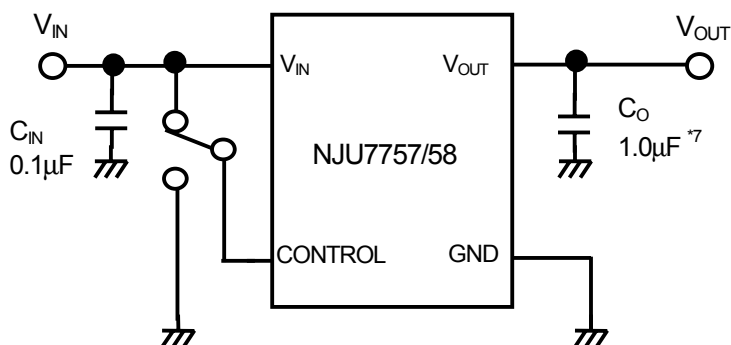 VIN
VOUT
VIN
VOUT
CIN
0.1μF
NJU7757/58
CO
1.0μF *7
CONTROL
GND